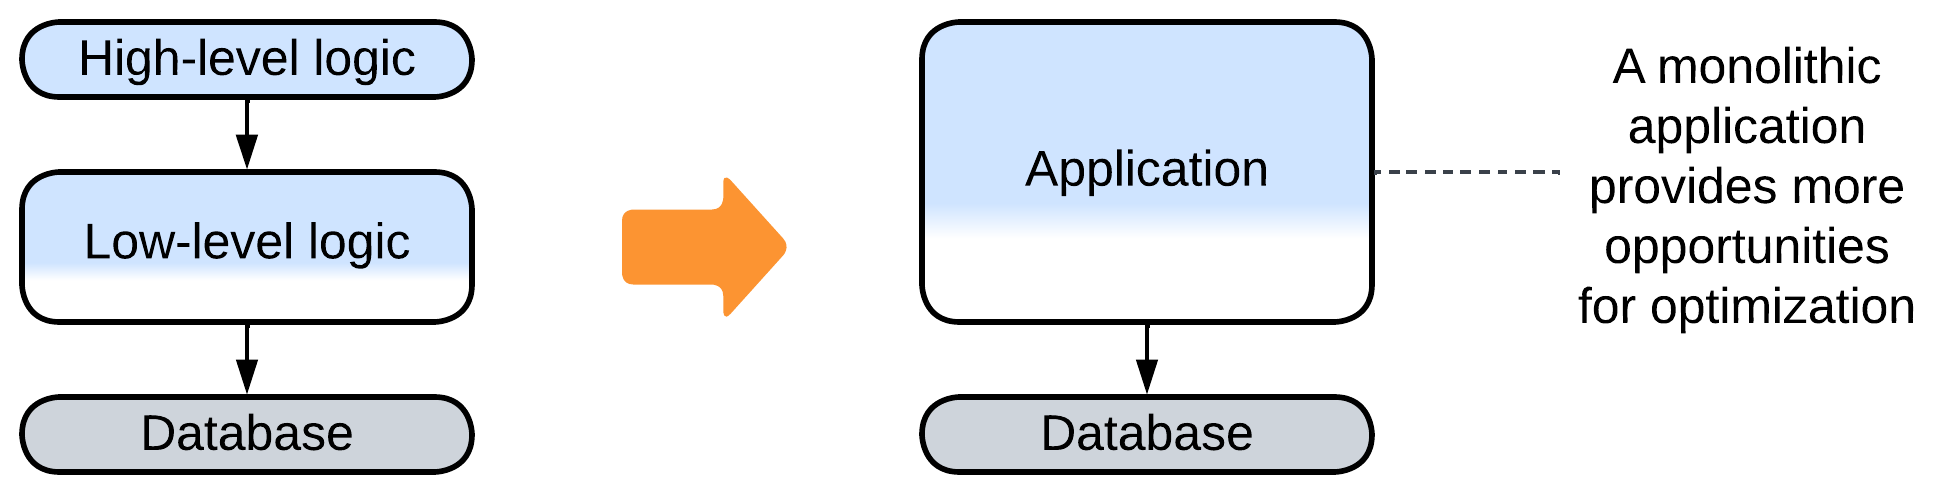 High-level logic
Low-level logic
Database
Application
Database
A monolithic
application
provides more
opportunities
for optimization